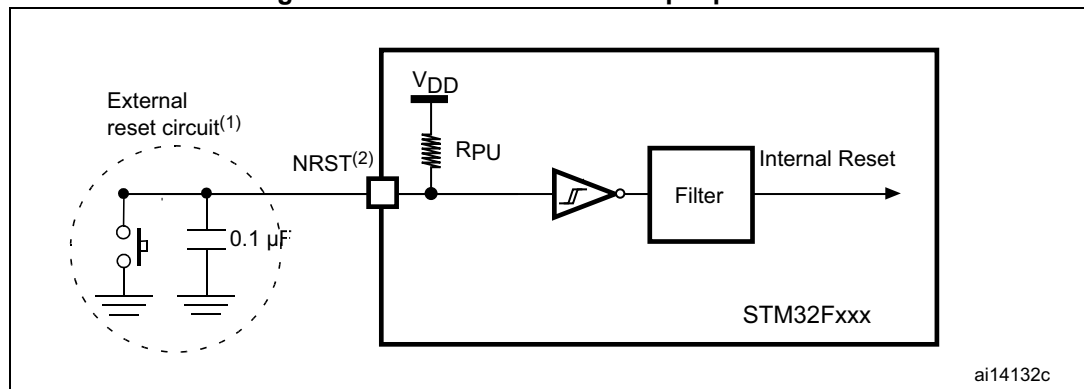 External
reset circuit(1)
VDD
RPU
NRST(2)
Internal Reset
Filter
0.1 µF
STM32Fxxx
ai14132c